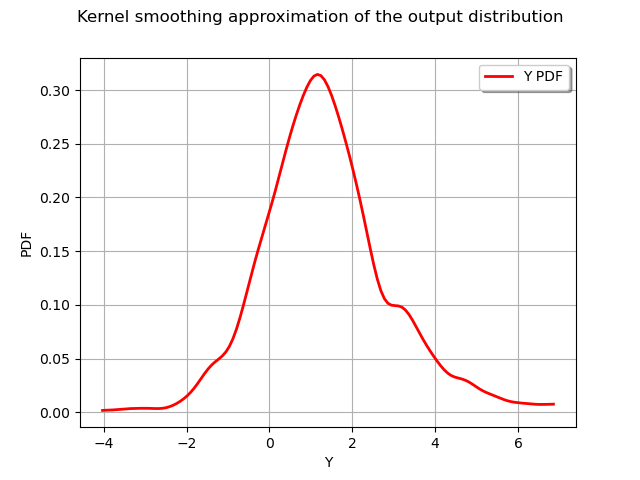 Kernel smoothing approximation of the output distribution
Y PDF
0.30
0.25
0.20
0.15
0.10
0.05
0.00
PDF
−4 −2 0 2 4 6
Y